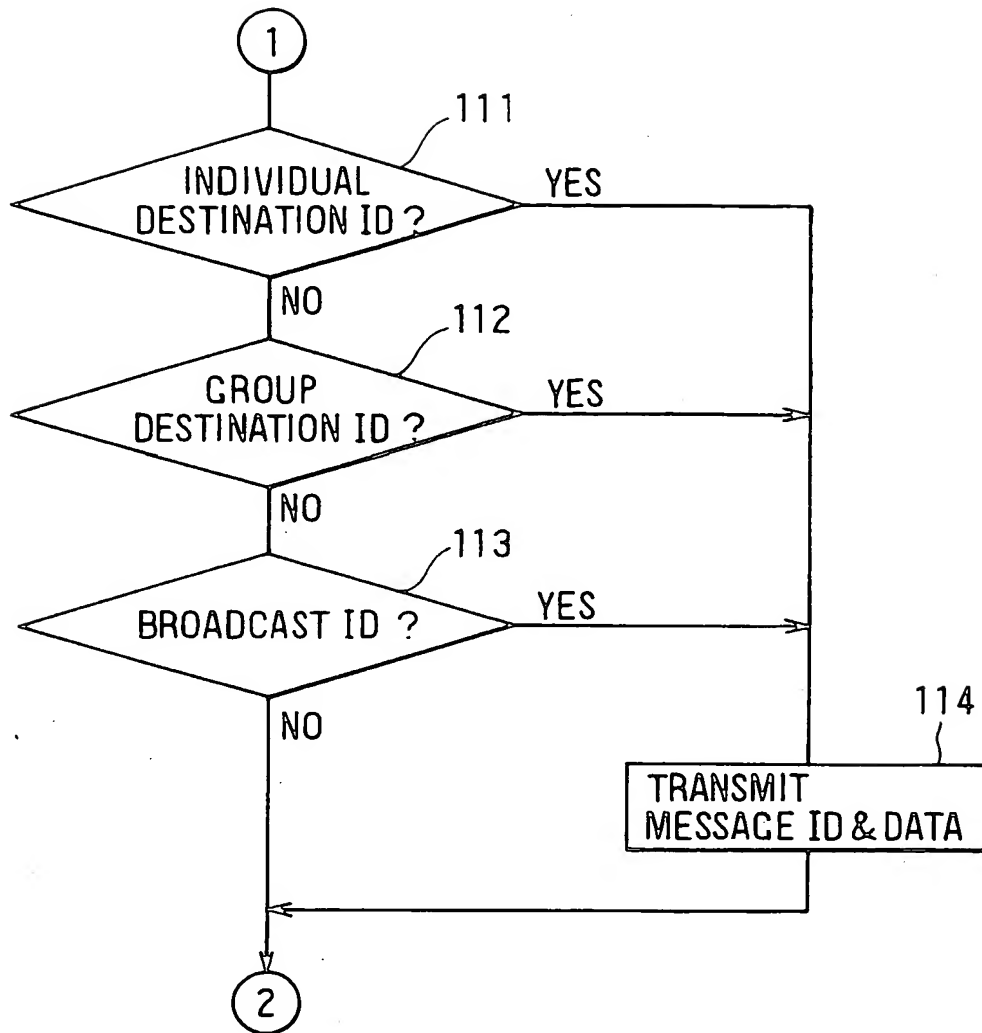 1
111
INDIVIDUAL
DESTINATION ID ?
YES
NO
112
GROUP
DESTINATION ID ?
YES
NO
113
BROADCAST ID ?
YES
NO
114
TRANSMIT
MESSAGE ID & DATA
2